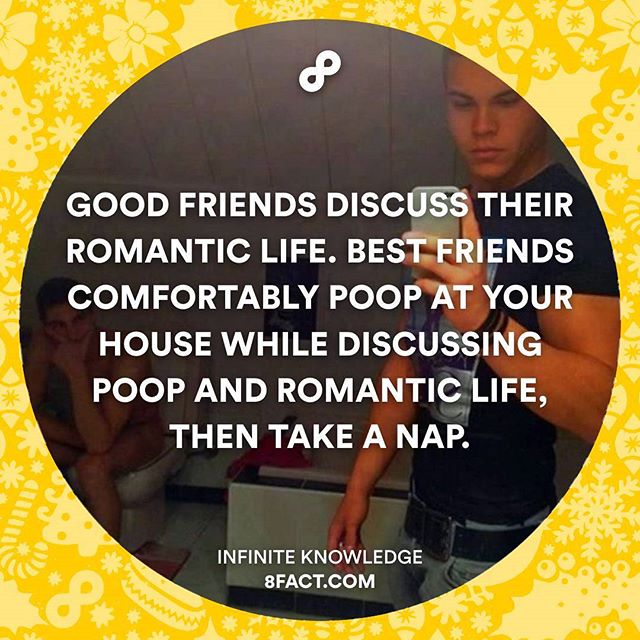 GOOD FRIENDS DISCUSS THEIR
ROMANTIC LIFE. BEST FRIENDS
COMFORTABLY POOP AT YOUR
HOUSE WHILE DISCUSSING
POOP AND ROMANTIC LIFE,
THEN TAKE A NAP.
INFINITE KNOWLEDGE
8FACT.COM